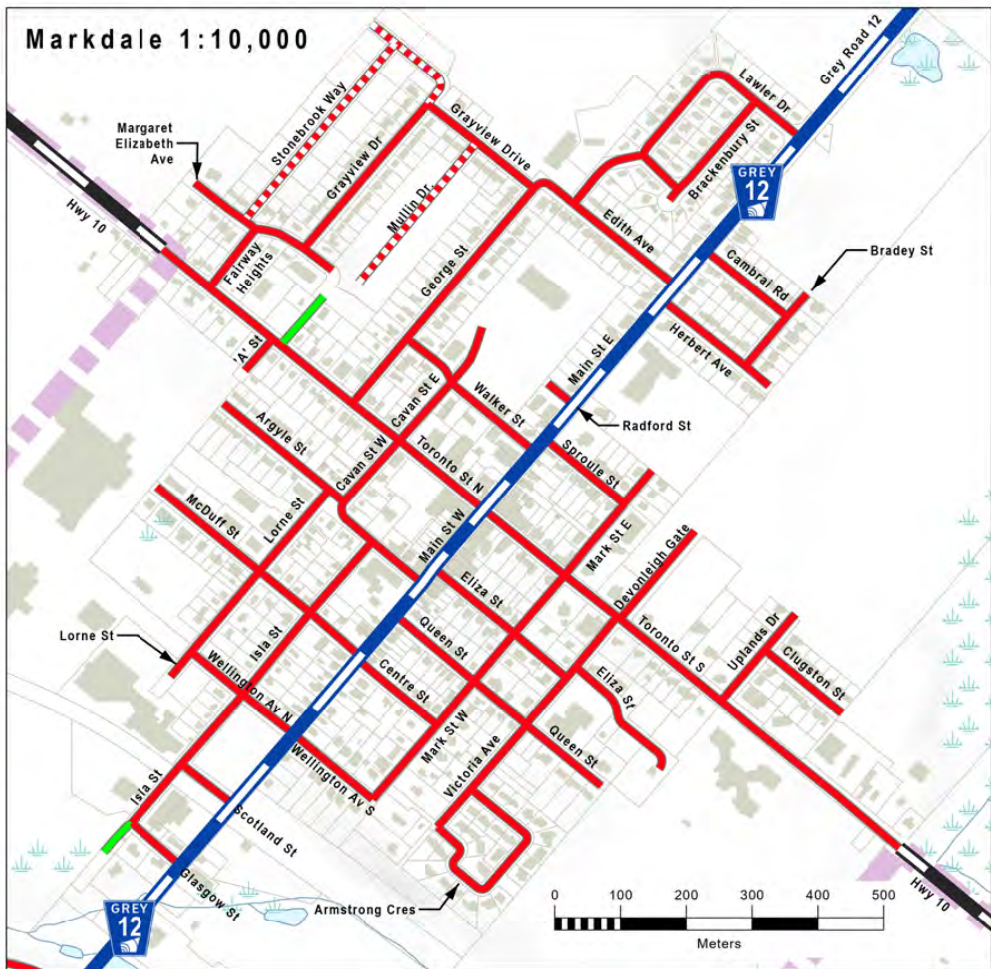 Markdale 1:10,000
Grey Road 12
Lawler Dr
Brackenbury St
GREY
12
Stonebrook Way
Margaret
Elizabeth
Ave
Grayview Dr
Grayview Drive
Mullin Dr.
Hwy 10
Fairway
Heights
Edith Ave
Cambral Rd
Bradey St
George St
Herbert Ave
'A' St
Main St E
Cavan St E
Walker St
Radford St
Argyle St
Cavan St W
Toronto St N
Sproule St
Lorne St
McDuff St
Main St W
Mark St E
Devonleigh Gate
Eliza St
Queen St
Isla St
Centre St
Lorne St
Wellington Av N
Toronto St S
Uplands Dr
Clugston St
Eliza St
Mark St W
Queen St
Victoria Ave
Wellington Av S
Isla St
Scotland St
Glasgow St
Armstrong Cres
Hwy 10
GREY
12
0 100 200 300 400 500
Meters